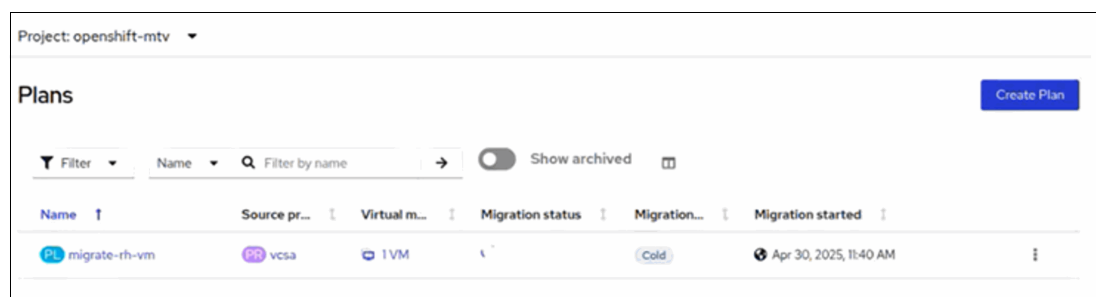 Project: openshift-mtv
Plans
Create Plan
Filter Name Filter by name Show archived
Name Source pr... Virtual m... Migration status Migration... Migration started
PL migrate-rh-vm PR vcsa 1 VM Cold Apr 30, 2025, 11:40 AM